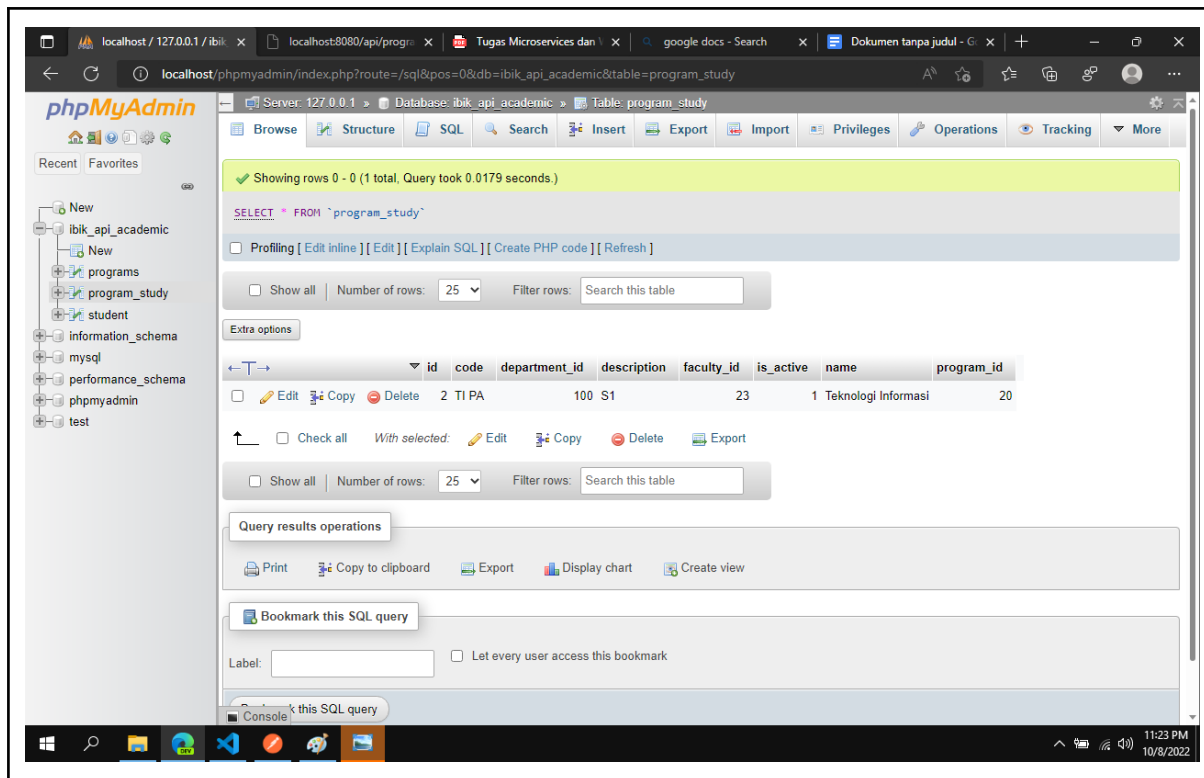 localhost / 127.0.0.1 / ibik
localhost:8080/api/progra
Tugas Microservices dan
google docs - Search
Dokumen tanpa judul - Go
localhost/phpmyadmin/index.php?route=/sql&pos=0&db=ibik_api_academic&table=program_study
phpMyAdmin
Recent Favorites
New
ibik_api_academic
New
programs
program_study
student
information_schema
mysql
performance_schema
phpmyadmin
test
Server: 127.0.0.1 » Database: ibik_api_academic » Table: program_study
Browse Structure SQL Search Insert Export Import Privileges Operations Tracking More
Showing rows 0 - 0 (1 total, Query took 0.0179 seconds.)
SELECT * FROM `program_study`
Profiling [ Edit inline ] [ Edit ] [ Explain SQL ] [ Create PHP code ] [ Refresh ]
Show all | Number of rows: 25 Filter rows: Search this table
Extra options
←T→ id code department_id description faculty_id is_active name program_id
Edit Copy Delete 2 TI PA 100 S1 23 1 Teknologi Informasi 20
Check all With selected: Edit Copy Delete Export
Show all | Number of rows: 25 Filter rows: Search this table
Query results operations
Print Copy to clipboard Export Display chart Create view
Bookmark this SQL query
Label: Let every user access this bookmark
this SQL query
Console
DEV
11:23 PM
10/8/2022